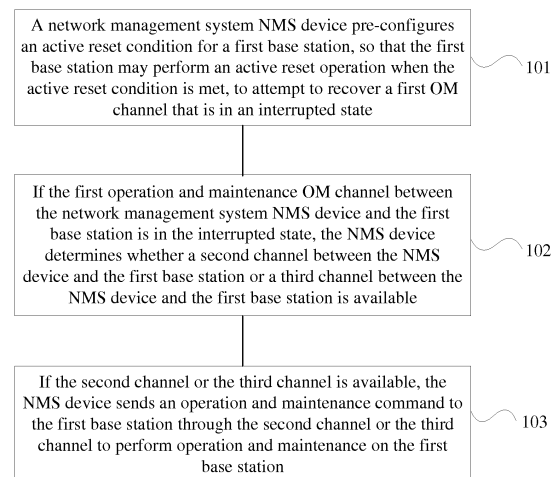 A network management system NMS device pre-configures
an active reset condition for a first base station, so that the first
base station may perform an active reset operation when the
active reset condition is met, to attempt to recover a first OM
channel that is in an interrupted state
101
If the first operation and maintenance OM channel between
the network management system NMS device and the first
base station is in the interrupted state, the NMS device
determines whether a second channel between the NMS
device and the first base station or a third channel between the
NMS device and the first base station is available
102
If the second channel or the third channel is available, the
NMS device sends an operation and maintenance command to
the first base station through the second channel or the third
channel to perform operation and maintenance on the first
base station
103